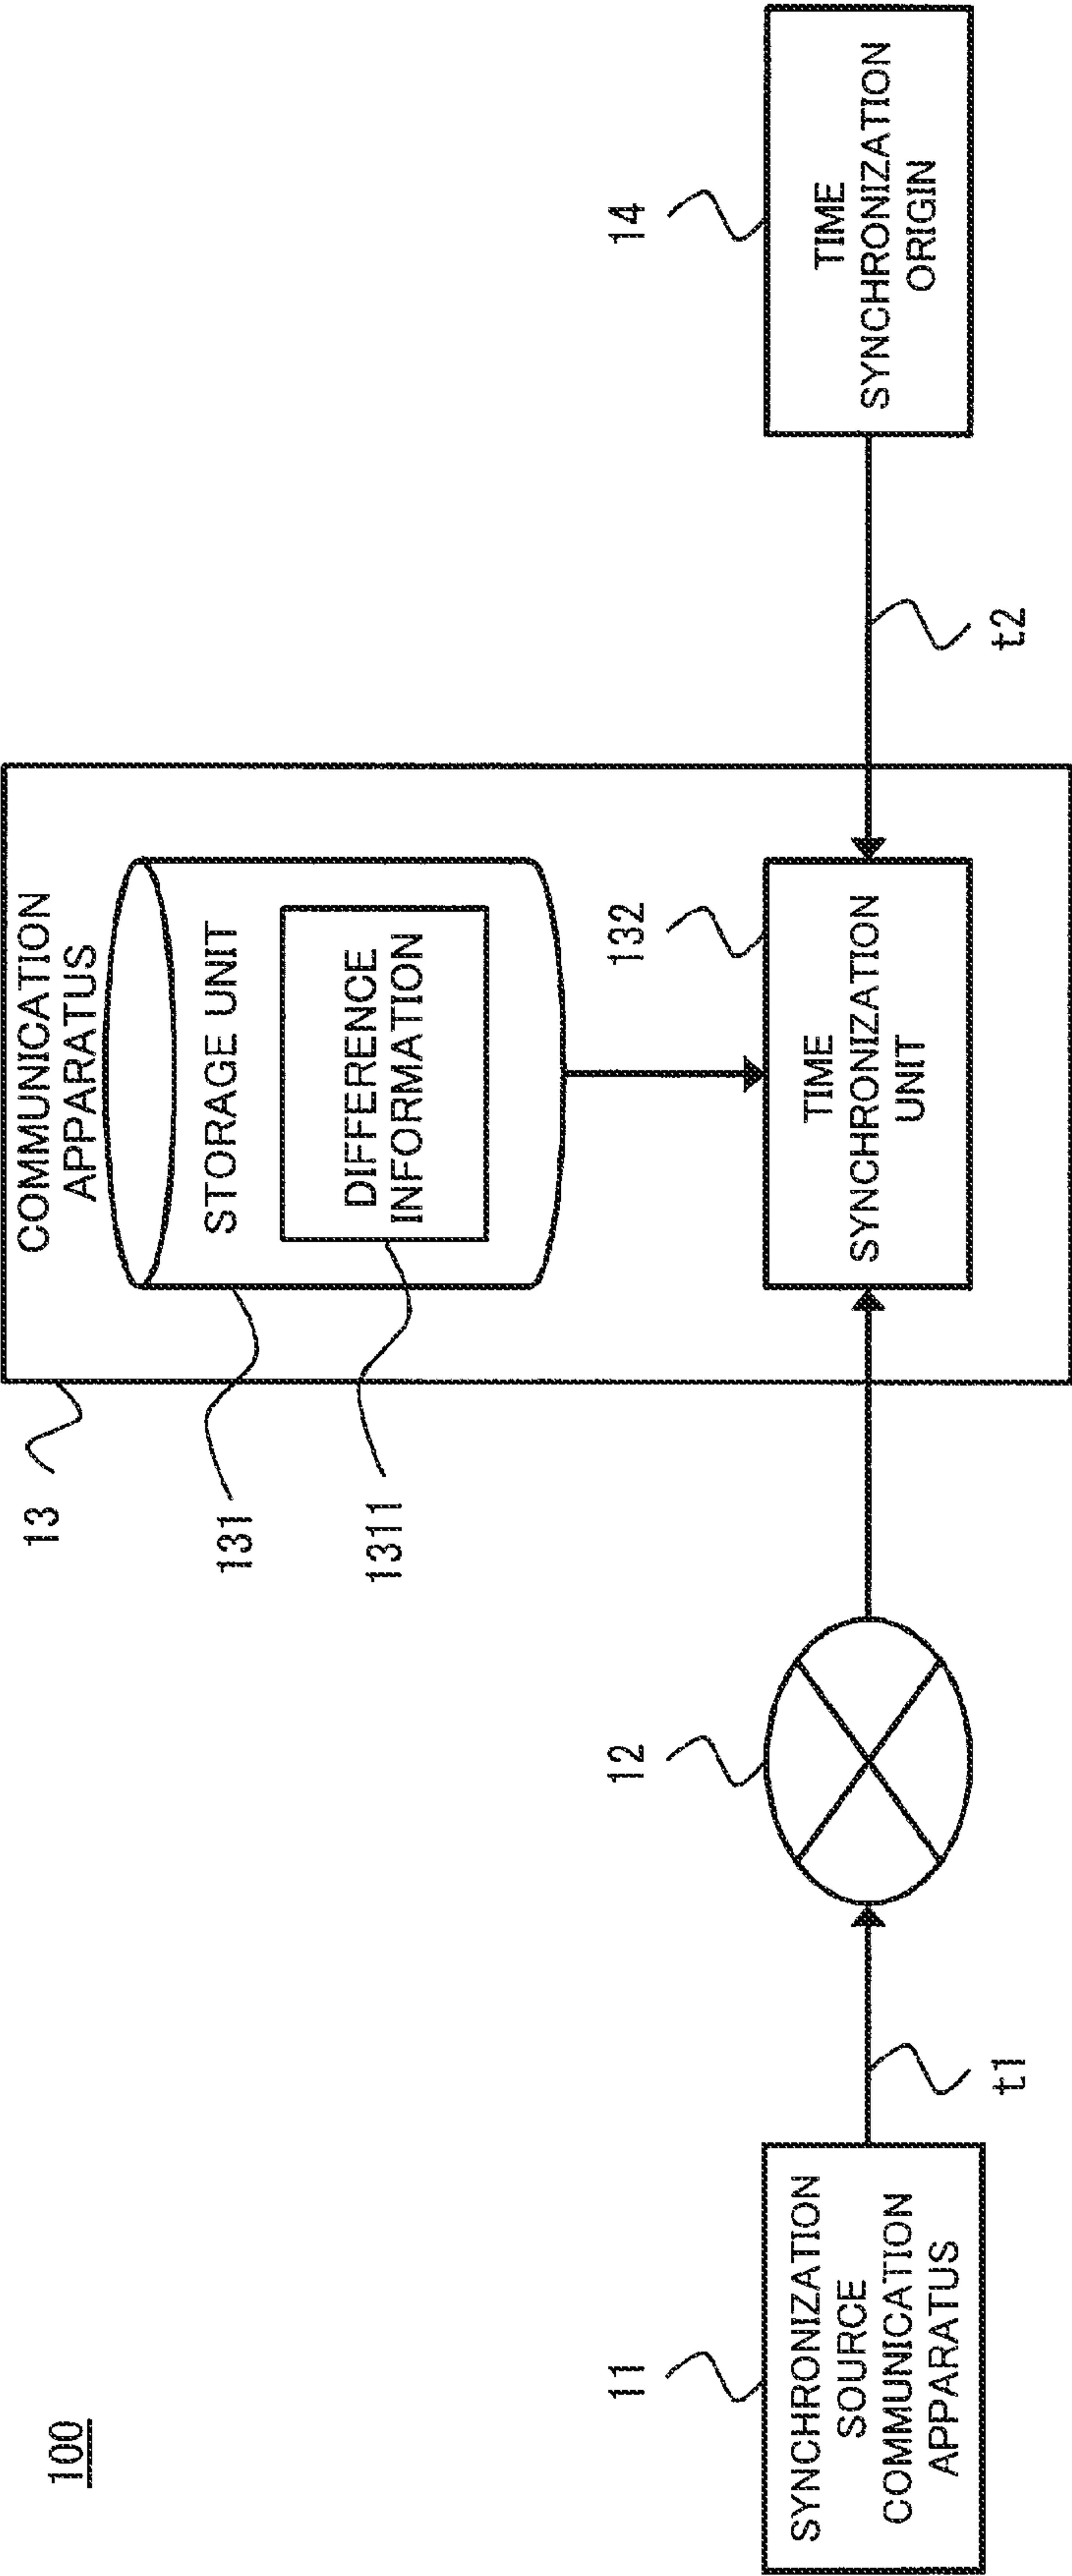 100
COMMUNICATION
APPARATUS
13
STORAGE UNIT
131
DIFFERENCE
INFORMATION
1311
11
SYNCHRONIZATION
SOURCE
COMMUNICATION
APPARATUS
t1
12
132
TIME
SYNCHRONIZATION
UNIT
t2
14
TIME
SYNCHRONIZATION
ORIGIN